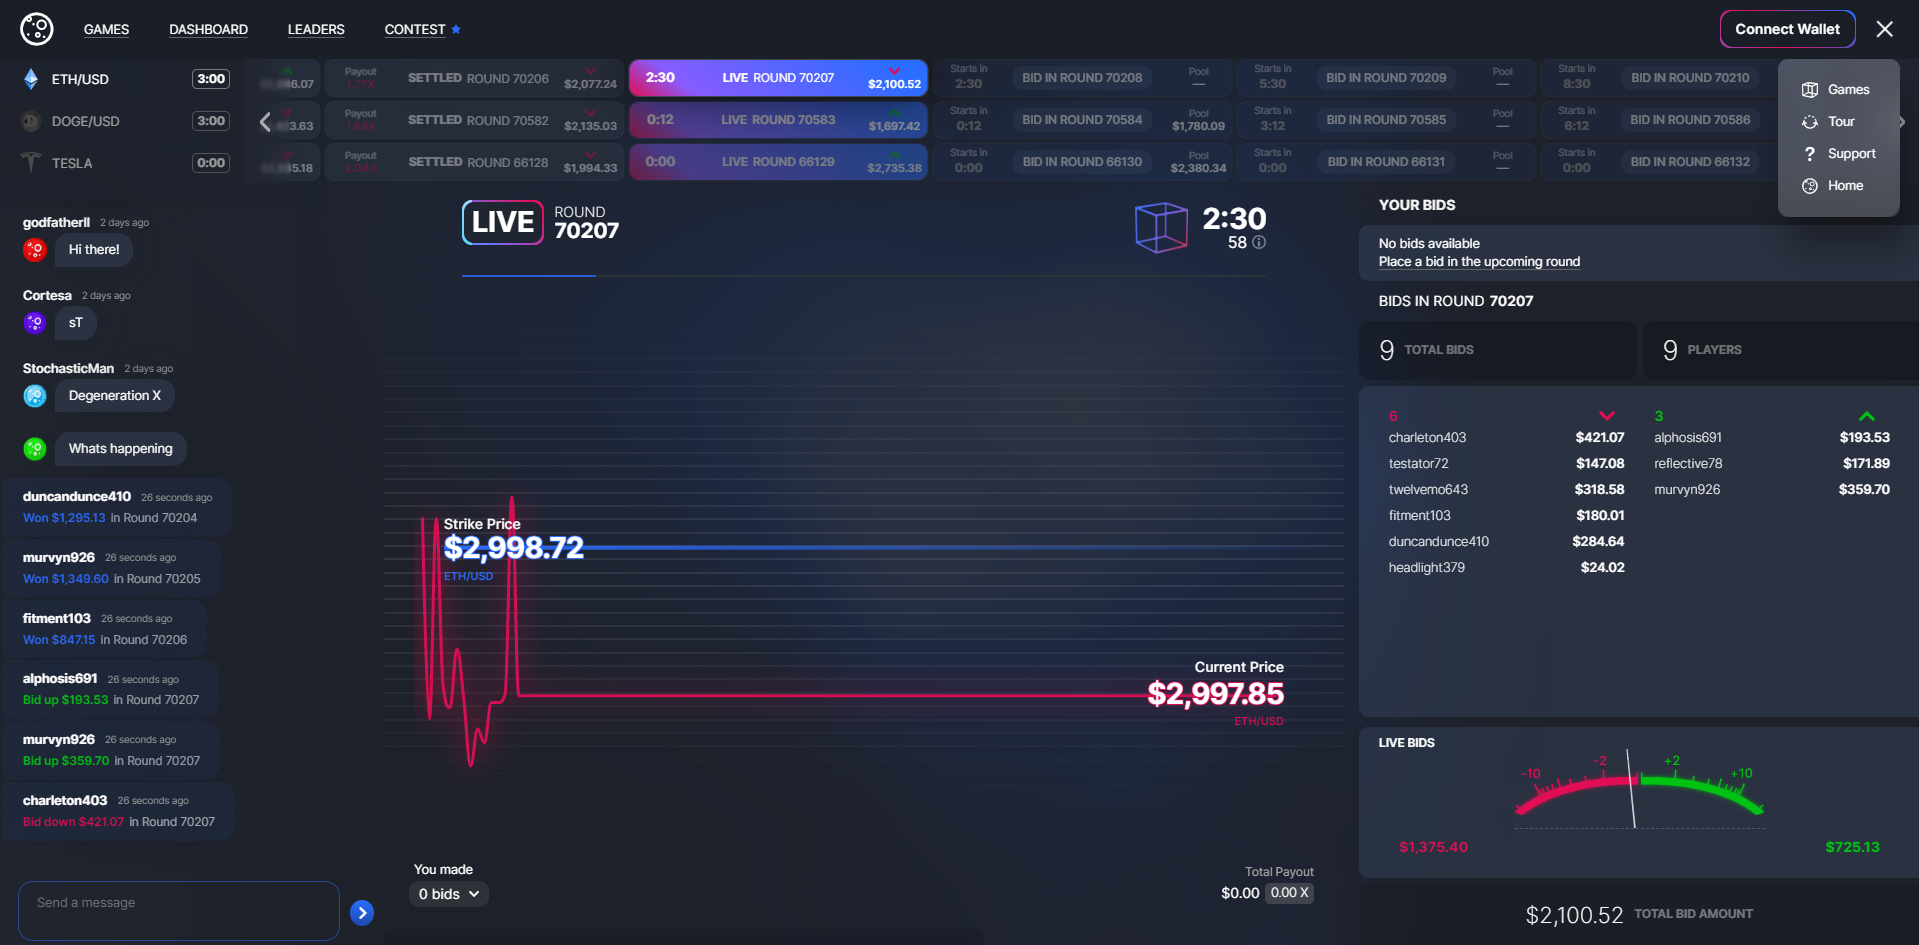 GAMES
DASHBOARD
LEADERS
CONTEST
Connect Wallet
ETH/USD 3:00
DOGE/USD 3:00
TESLA 0:00
Payout 1.77X SETTLED ROUND 70206 $2,077.24
2:30 LIVE ROUND 70207 $2,100.52
Starts in 2:30 BID IN ROUND 70208 Pool —
Starts in 5:30 BID IN ROUND 70209 Pool —
Starts in 8:30 BID IN ROUND 70210
Payout 1.64X SETTLED ROUND 70582 $2,135.03
0:12 LIVE ROUND 70583 $1,697.42
Starts in 0:12 BID IN ROUND 70584 Pool $1,780.09
Starts in 3:12 BID IN ROUND 70585 Pool —
Starts in 6:12 BID IN ROUND 70586
Payout 2.04X SETTLED ROUND 66128 $1,994.33
0:00 LIVE ROUND 66129 $2,735.38
Starts in 0:00 BID IN ROUND 66130 Pool $2,380.34
Starts in 0:00 BID IN ROUND 66131 Pool —
Starts in 0:00 BID IN ROUND 66132
Games
Tour
Support
Home
godfatherII 2 days ago
Hi there!
Cortesa 2 days ago
sT
StochasticMan 2 days ago
Degeneration X
Whats happening
duncandunce410 26 seconds ago
Won $1,295.13 in Round 70204
murvyn926 26 seconds ago
Won $1,349.60 in Round 70205
fitment103 26 seconds ago
Won $847.15 in Round 70206
alphosis691 26 seconds ago
Bid up $193.53 in Round 70207
murvyn926 26 seconds ago
Bid up $359.70 in Round 70207
charleton403 26 seconds ago
Bid down $421.07 in Round 70207
Send a message
LIVE
ROUND
70207
2:30
58
Strike Price
$2,998.72
ETH/USD
Current Price
$2,997.85
ETH/USD
You made
0 bids
Total Payout
$0.00 0.00 X
YOUR BIDS
No bids available
Place a bid in the upcoming round
BIDS IN ROUND 70207
9 TOTAL BIDS
9 PLAYERS
6
charleton403 $421.07
testator72 $147.08
twelvemo643 $318.58
fitment103 $180.01
duncandunce410 $284.64
headlight379 $24.02
3
alphosis691 $193.53
reflective78 $171.89
murvyn926 $359.70
LIVE BIDS
-10 -2 +2 +10
$1,375.40
$725.13
$2,100.52 TOTAL BID AMOUNT